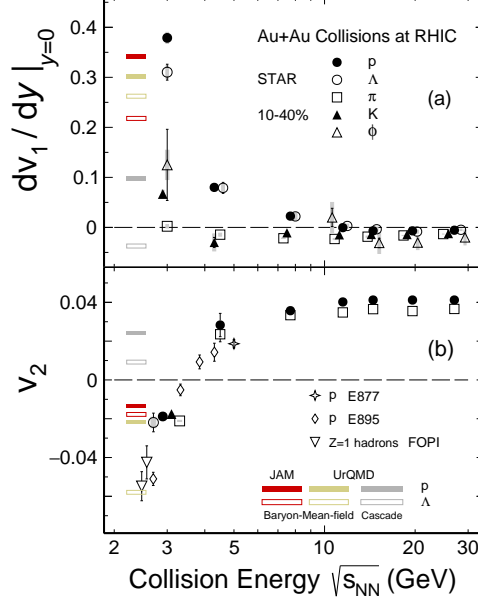 dv₁ / dy |y=0
0.4
0.3
0.2
0.1
0
Au+Au Collisions at RHIC
STAR
10-40%
p
Λ
π
K
ϕ
(a)
v₂
0.04
0
−0.04
(b)
p E877
p E895
Z=1 hadrons FOPI
JAM UrQMD
p
Λ
Baryon-Mean-field Cascade
2 3 4 5 10 20 30
Collision Energy √sNN (GeV)